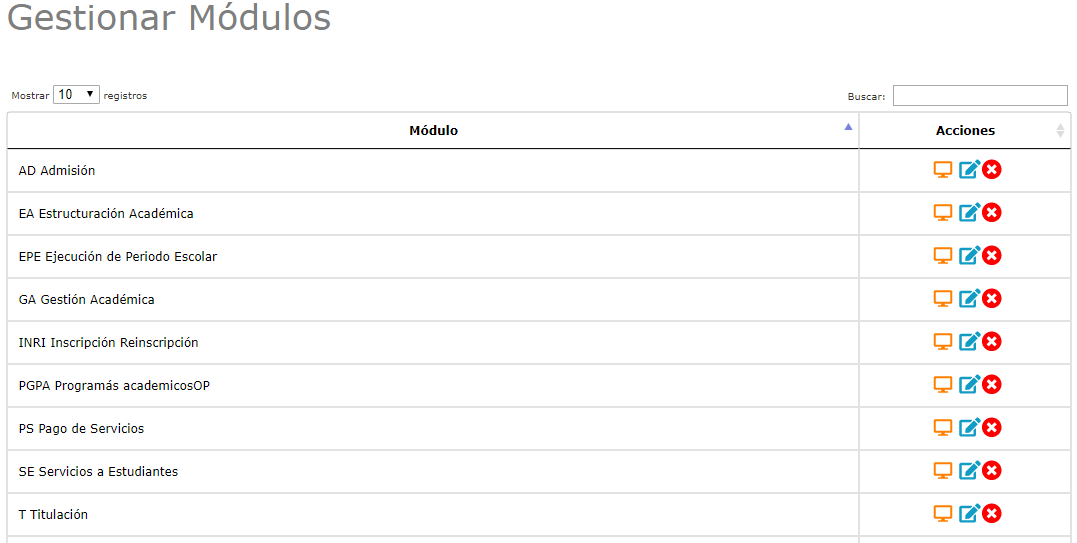 Gestionar Módulos
Mostrar 10 registros Buscar:
Módulo Acciones
AD Admisión
EA Estructuración Académica
EPE Ejecución de Periodo Escolar
GA Gestión Académica
INRI Inscripción Reinscripción
PGPA Programás academicosOP
PS Pago de Servicios
SE Servicios a Estudiantes
T Titulación